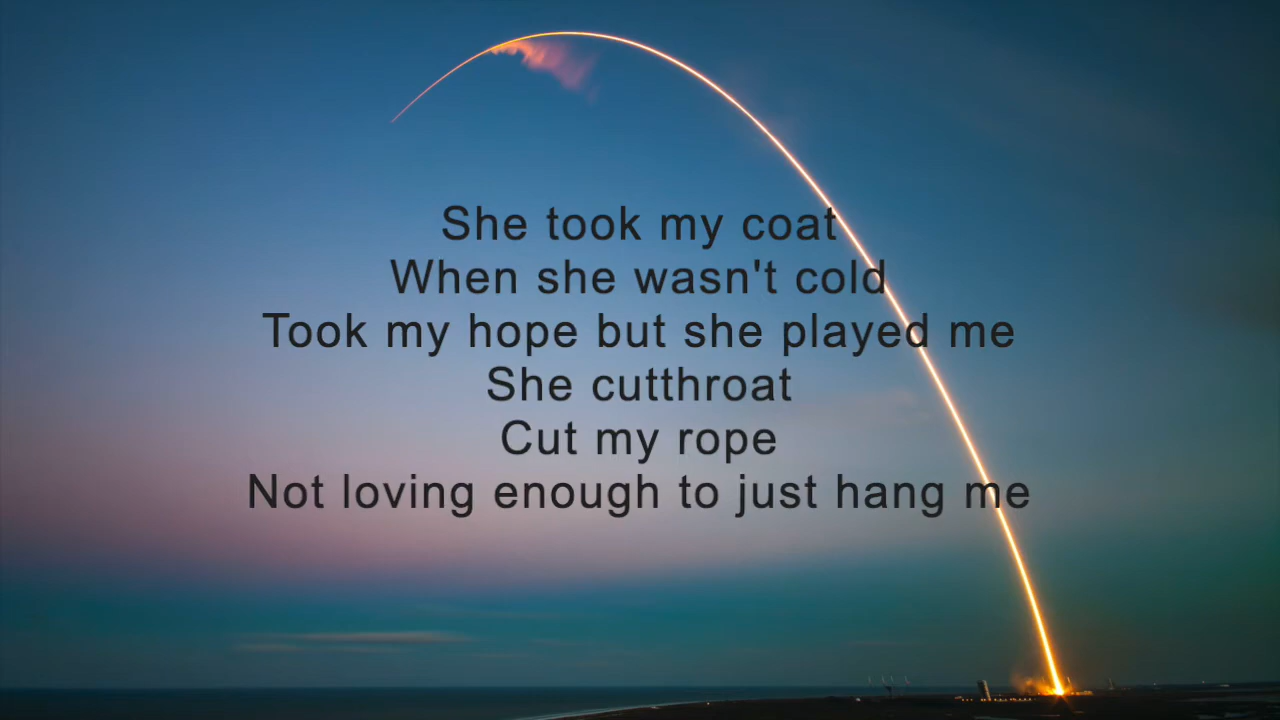 She took my coat
When she wasn't cold
Took my hope but she played me
She cutthroat
Cut my rope
Not loving enough to just hang me